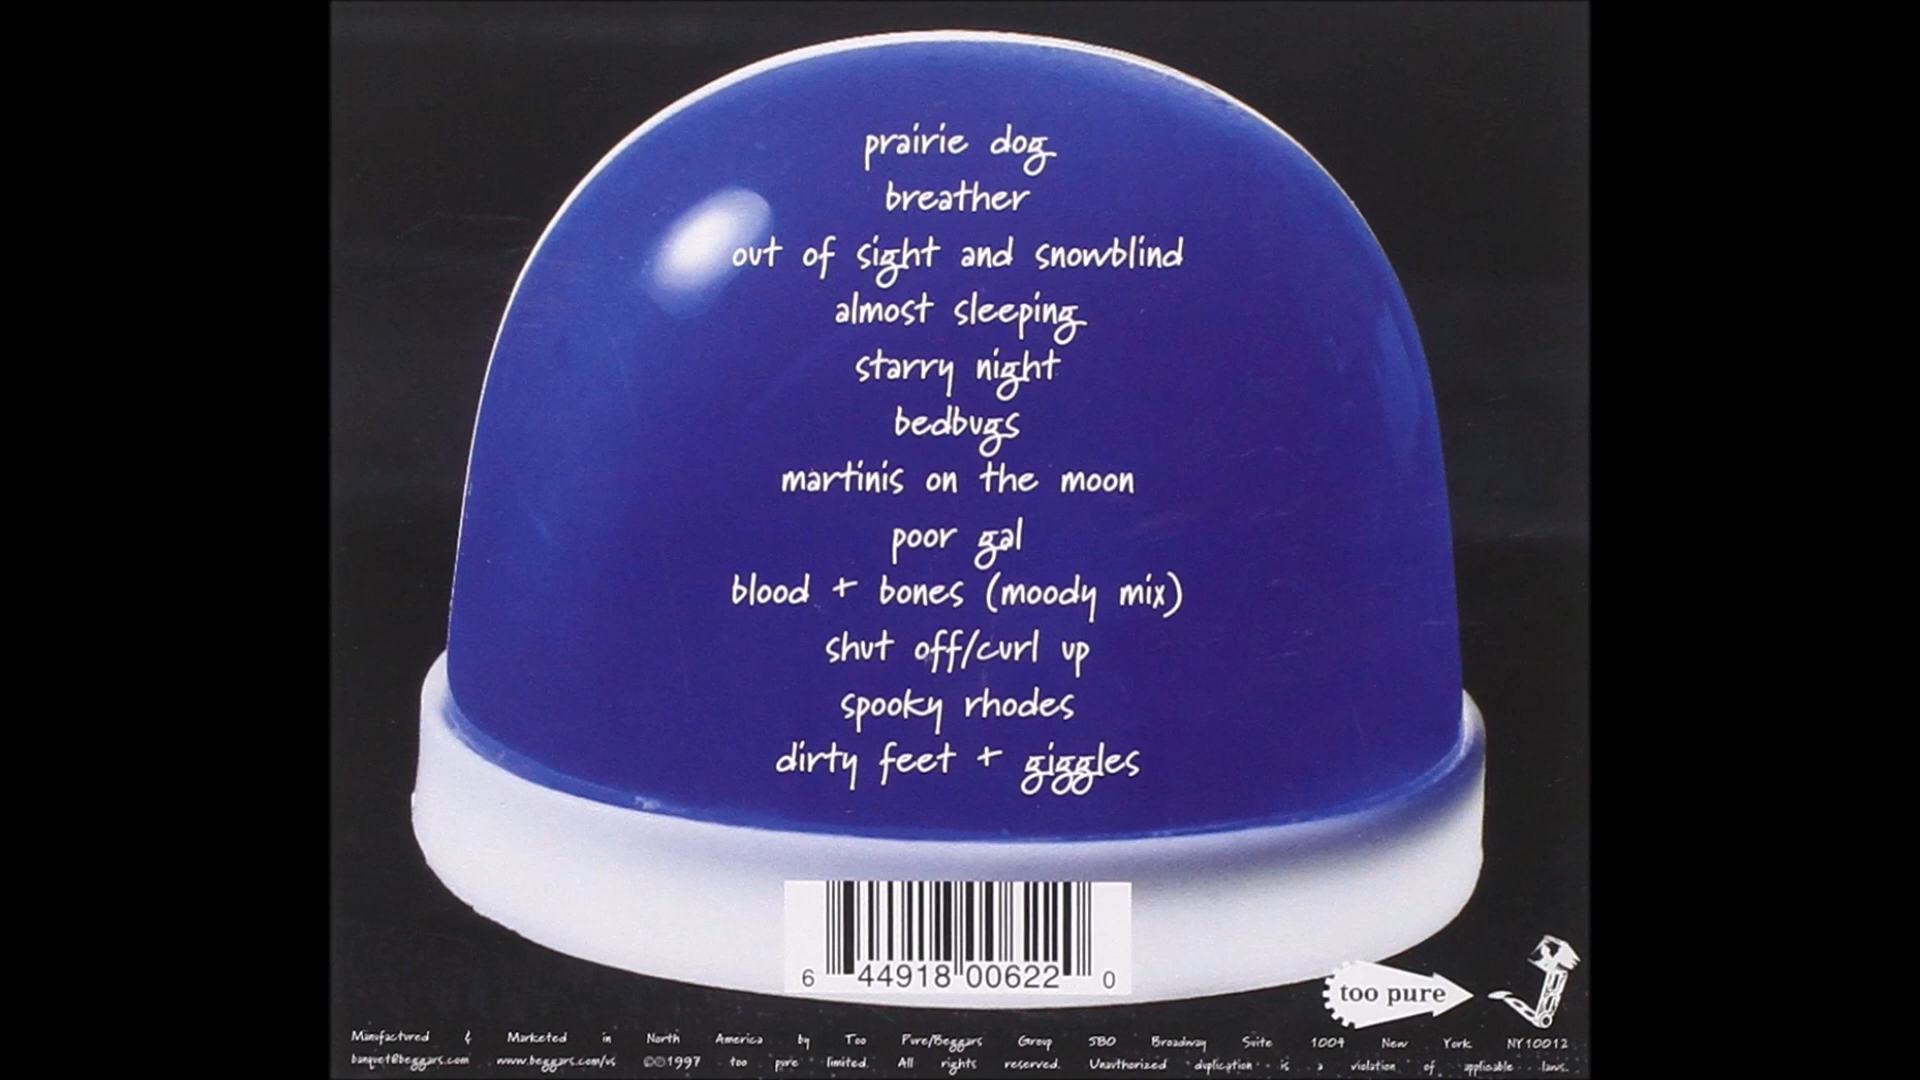 prairie dog
breather
out of sight and snowblind
almost sleeping
starry night
bedbugs
martinis on the moon
poor gal
blood + bones (moody mix)
shut off/curl up
spooky rhodes
dirty feet + giggles
6 44918 00622 0
too pure
Manufactured & Marketed in North America by Too Pure/Beggars Group 580 Broadway Suite 1004 New York NY 10012
banquet@beggars.com www.beggars.com/us ©℗1997 too pure limited. All rights reserved. Unauthorized duplication is a violation of applicable laws.